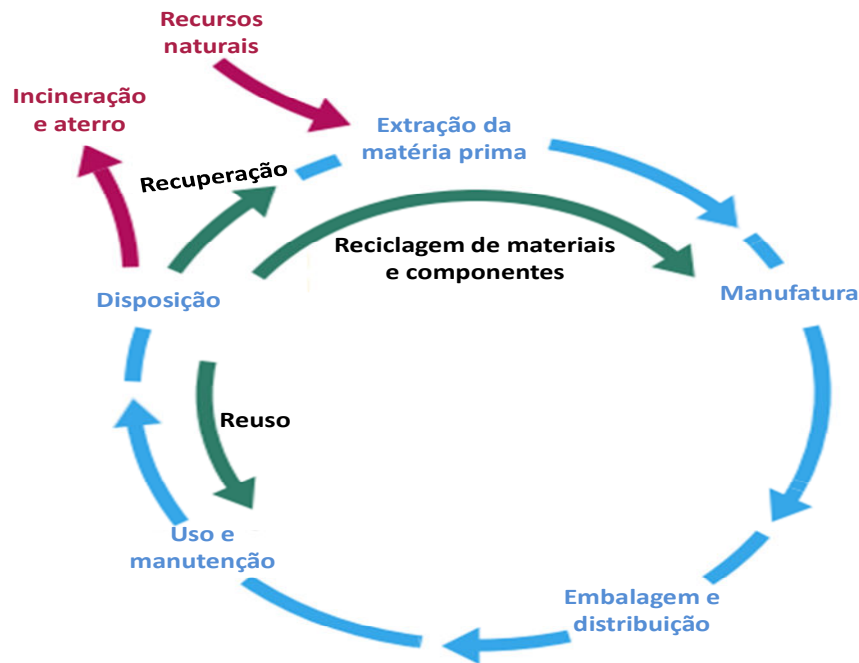 Recursos
naturais
Incineração
e aterro
Extração da
matéria prima
Recuperação
Reciclagem de materiais
e componentes
Disposição
Manufatura
Reuso
Uso e
manutenção
Embalagem e
distribuição